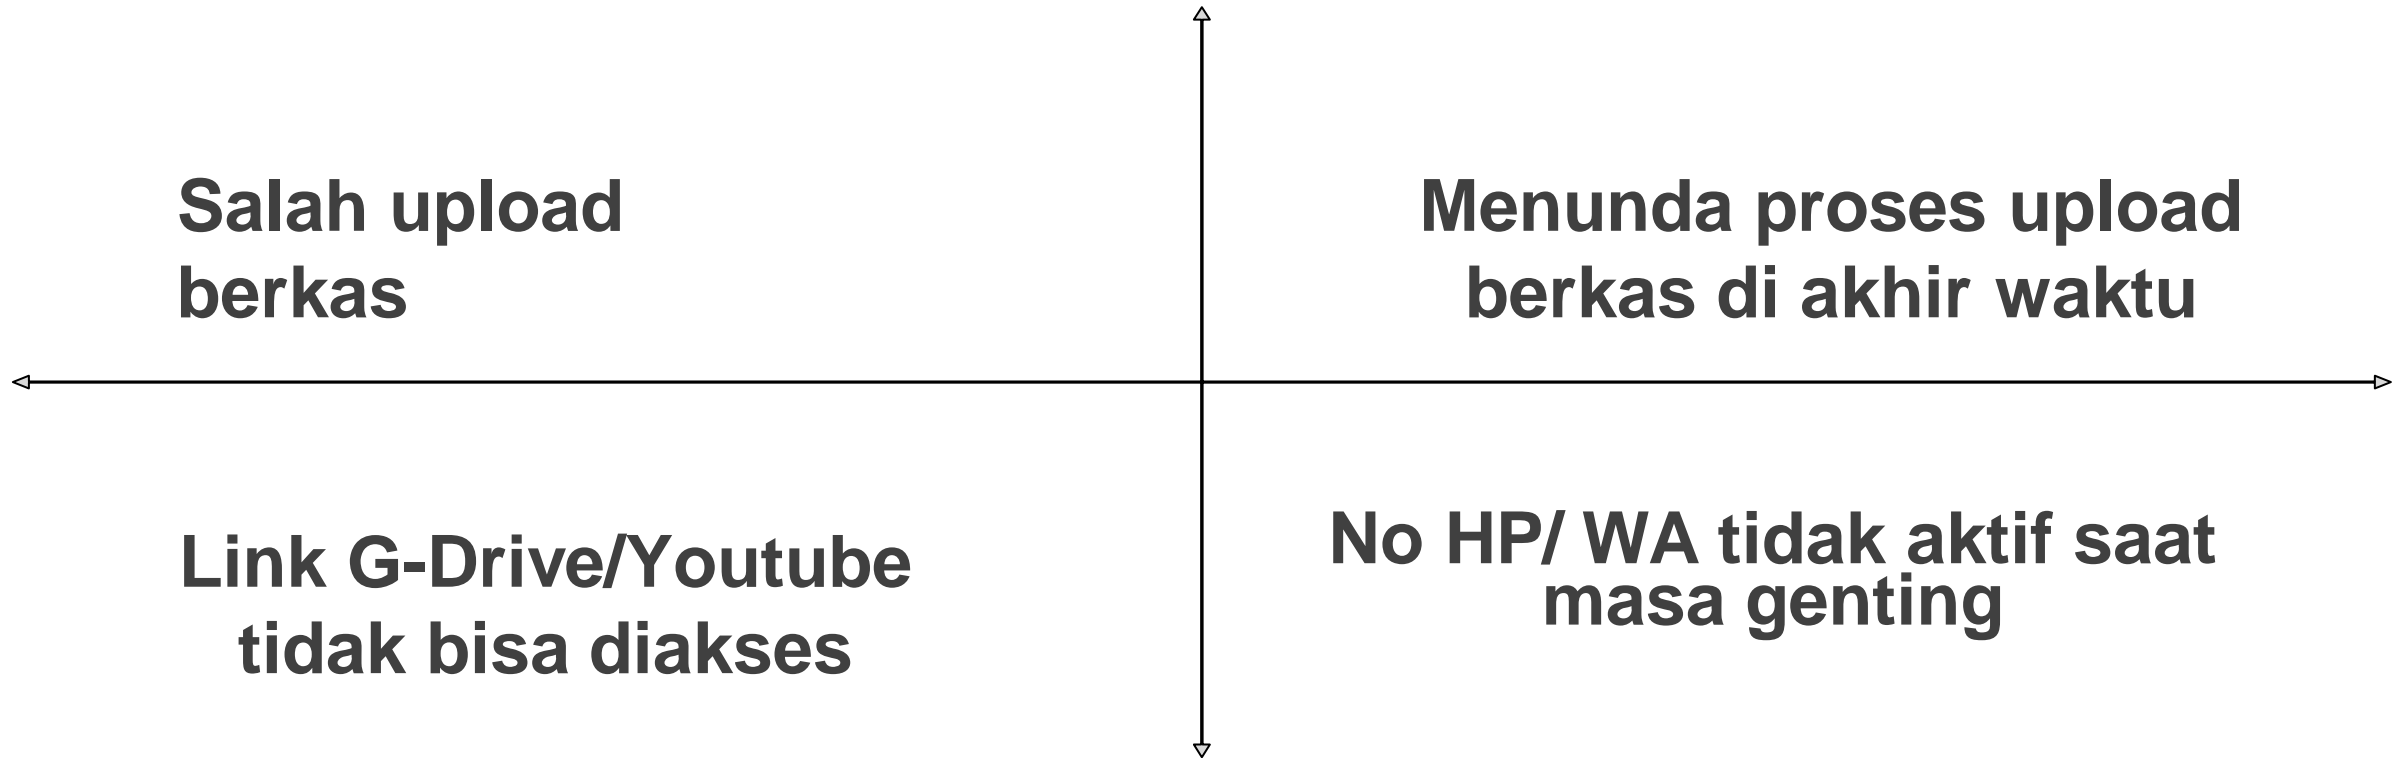 Salah upload
berkas
Menunda proses upload
berkas di akhir waktu
Link G-Drive/Youtube
tidak bisa diakses
No HP/ WA tidak aktif saat
masa genting